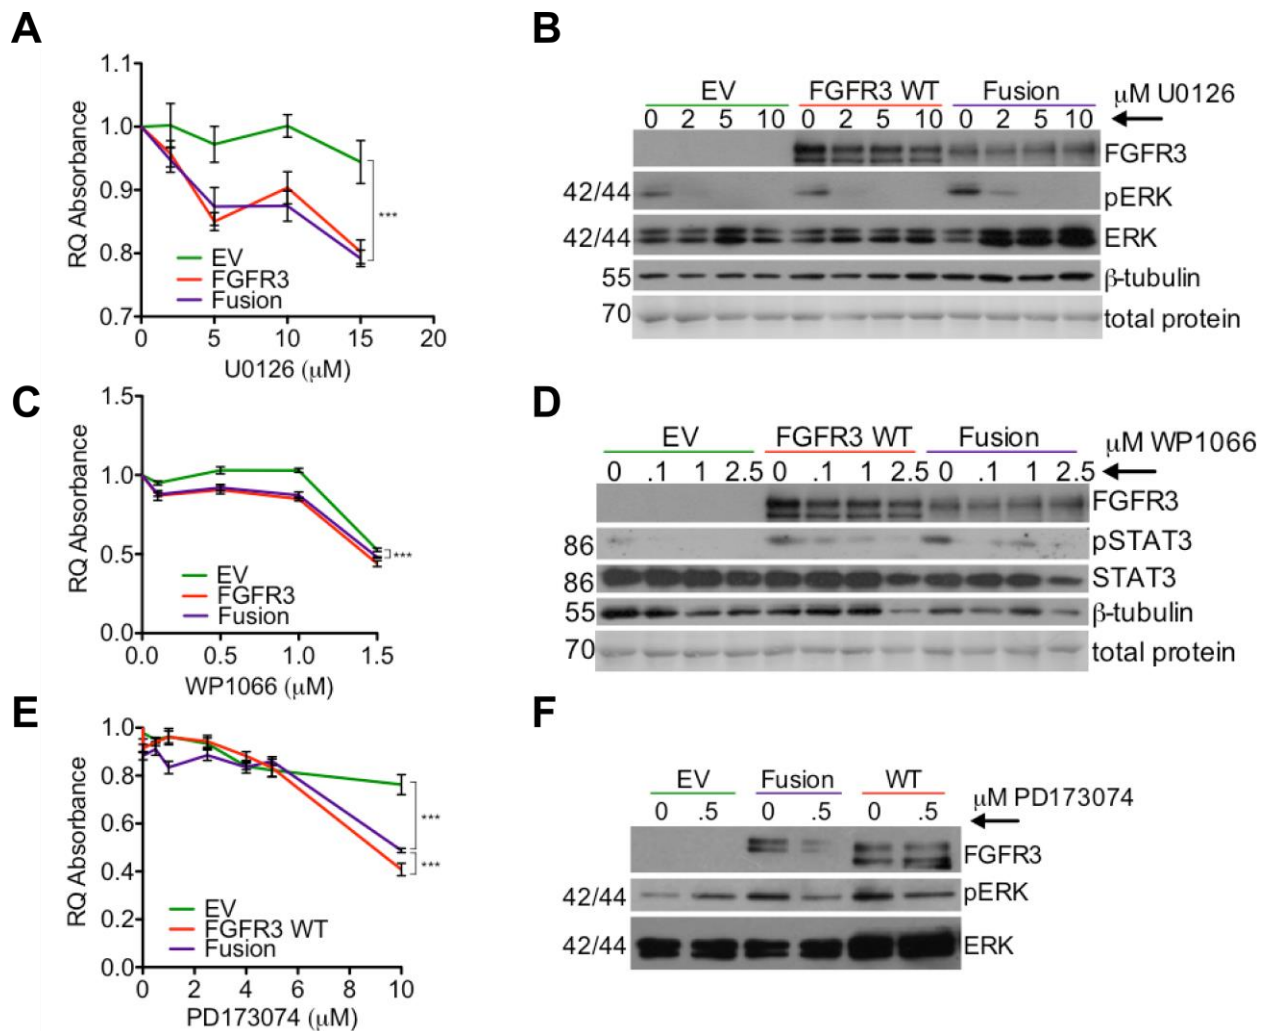 A
1.1
1.0
0.9
0.8
0.7
RQ Absorbance
***
EV
FGFR3
Fusion
0 5 10 15 20
U0126 (μM)
B
EV FGFR3 WT Fusion μM U0126
0 2 5 10 0 2 5 10 0 2 5 10
FGFR3
42/44 pERK
42/44 ERK
55 β-tubulin
70 total protein
C
1.5
1.0
0.5
0.0
RQ Absorbance
***
EV
FGFR3
Fusion
0.0 0.5 1.0 1.5
WP1066 (μM)
D
EV FGFR3 WT Fusion μM WP1066
0 .1 1 2.5 0 .1 1 2.5 0 .1 1 2.5
FGFR3
86 pSTAT3
86 STAT3
55 β-tubulin
70 total protein
E
1.0
0.8
0.6
0.4
0.2
0.0
RQ Absorbance
***
***
EV
FGFR3 WT
Fusion
0 2 4 6 8 10
PD173074 (μM)
F
EV Fusion WT μM PD173074
0 .5 0 .5 0 .5
FGFR3
42/44 pERK
42/44 ERK